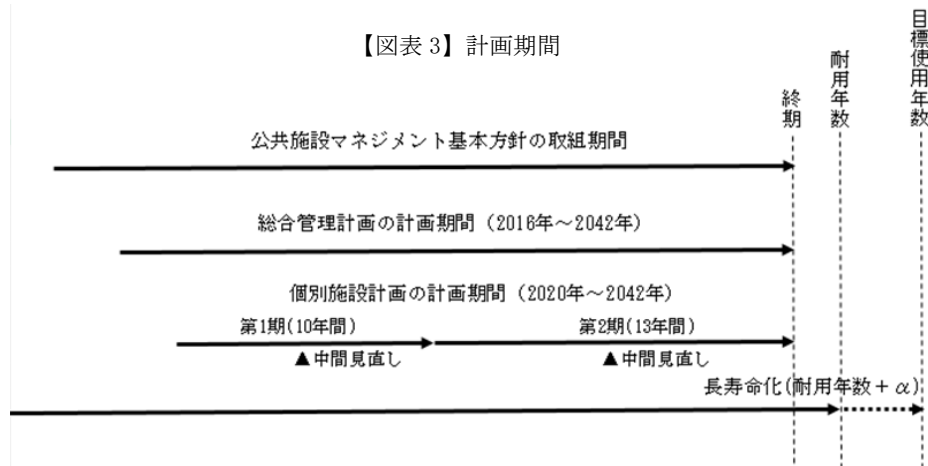 【図表 3】計画期間
終期
耐用年数
目標使用年数
公共施設マネジメント基本方針の取組期間
総合管理計画の計画期間（2016年～2042年）
個別施設計画の計画期間（2020年～2042年）
第1期(10年間)
第2期(13年間)
▲中間見直し
▲中間見直し
長寿命化(耐用年数＋α)